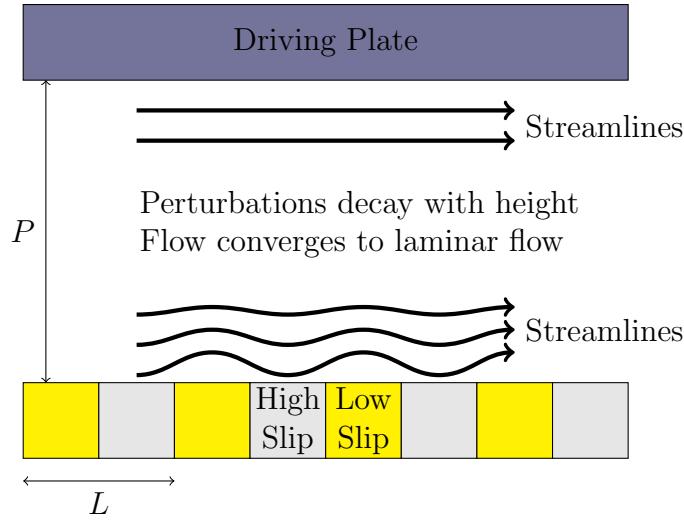 Driving Plate
Streamlines
Perturbations decay with height
Flow converges to laminar flow
P
Streamlines
High
Slip
Low
Slip
L